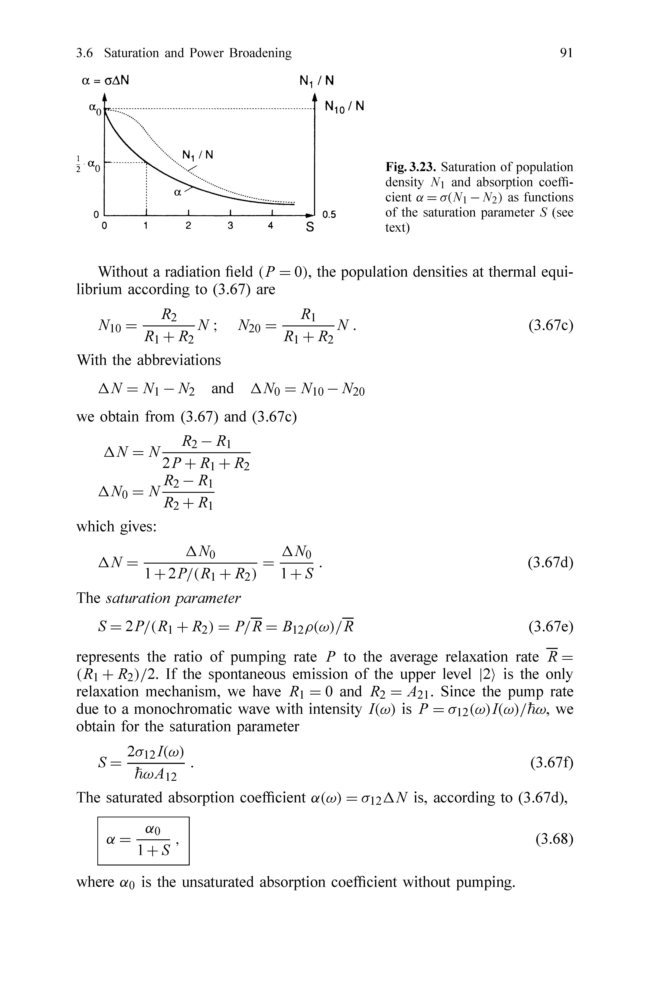 3.6 Saturation and Power Broadening 91
α = σΔN
N₁ / N
α₀
N₁₀ / N
½ · α₀
N₁ / N
α
0
0.5
0 1 2 3 4 S
Fig. 3.23. Saturation of population
density N₁ and absorption coeffi-
cient α = σ(N₁ − N₂) as functions
of the saturation parameter S (see
text)
Without a radiation field (P = 0), the population densities at thermal equi-
librium according to (3.67) are
N₁₀ = R₂/(R₁ + R₂) N ; N₂₀ = R₁/(R₁ + R₂) N . (3.67c)
With the abbreviations
ΔN = N₁ − N₂ and ΔN₀ = N₁₀ − N₂₀
we obtain from (3.67) and (3.67c)
ΔN = N (R₂ − R₁)/(2P + R₁ + R₂)
ΔN₀ = N (R₂ − R₁)/(R₂ + R₁)
which gives:
ΔN = ΔN₀/(1 + 2P/(R₁ + R₂)) = ΔN₀/(1 + S) . (3.67d)
The saturation parameter
S = 2P/(R₁ + R₂) = P/R̅ = B₁₂ρ(ω)/R̅ (3.67e)
represents the ratio of pumping rate P to the average relaxation rate R̅ =
(R₁ + R₂)/2. If the spontaneous emission of the upper level |2⟩ is the only
relaxation mechanism, we have R₁ = 0 and R₂ = A₂₁. Since the pump rate
due to a monochromatic wave with intensity I(ω) is P = σ₁₂(ω)I(ω)/ħω, we
obtain for the saturation parameter
S = 2σ₁₂I(ω)/(ħωA₁₂) . (3.67f)
The saturated absorption coefficient α(ω) = σ₁₂ΔN is, according to (3.67d),
α = α₀/(1 + S) , (3.68)
where α₀ is the unsaturated absorption coefficient without pumping.